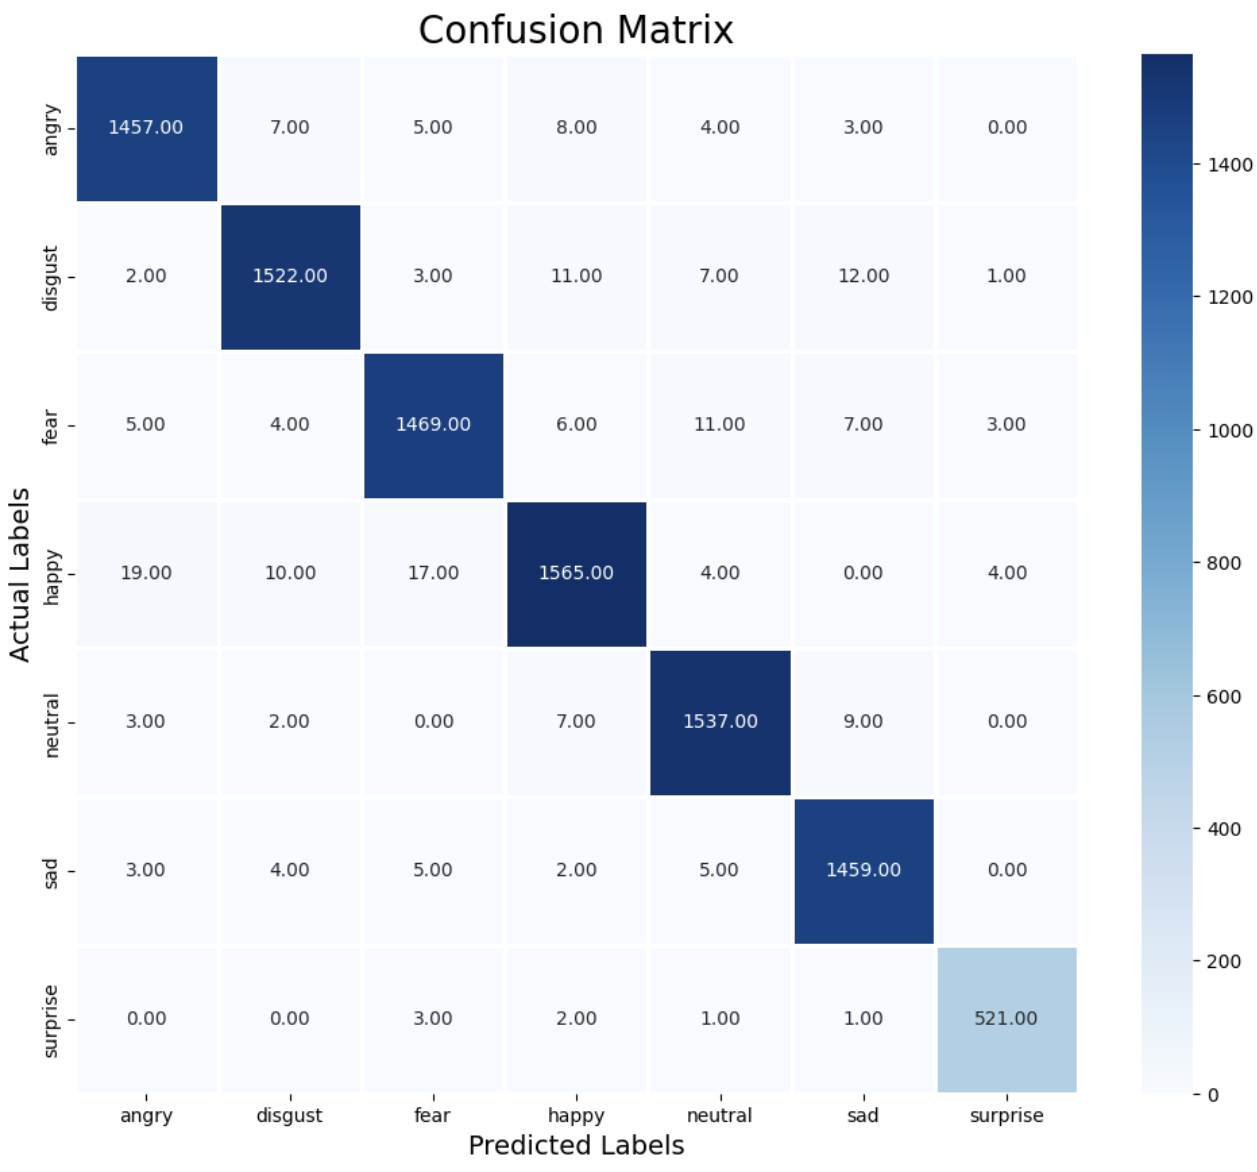 Confusion Matrix
angry 1457.00 7.00 5.00 8.00 4.00 3.00 0.00
disgust 2.00 1522.00 3.00 11.00 7.00 12.00 1.00
fear 5.00 4.00 1469.00 6.00 11.00 7.00 3.00
happy 19.00 10.00 17.00 1565.00 4.00 0.00 4.00
neutral 3.00 2.00 0.00 7.00 1537.00 9.00 0.00
sad 3.00 4.00 5.00 2.00 5.00 1459.00 0.00
surprise 0.00 0.00 3.00 2.00 1.00 1.00 521.00
angry disgust fear happy neutral sad surprise
Predicted Labels
Actual Labels
1400
1200
1000
800
600
400
200
0